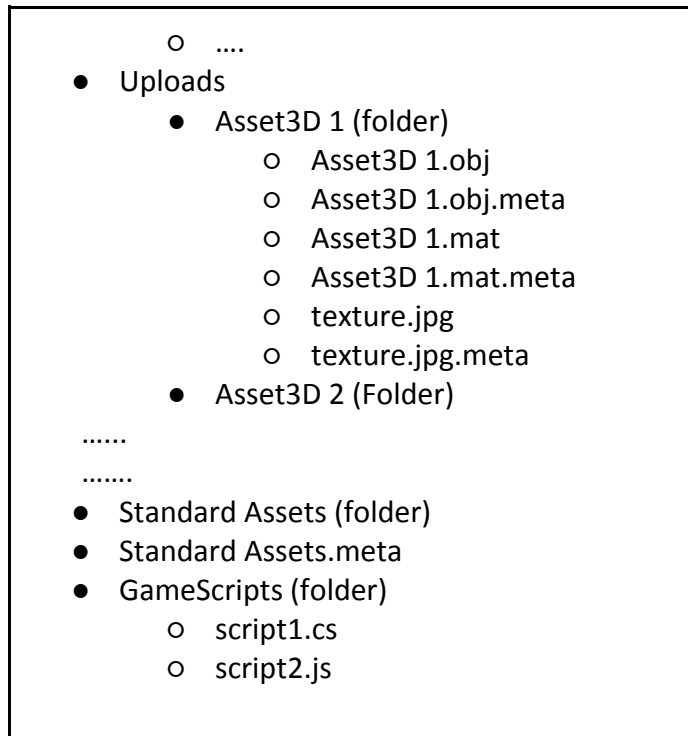 ○ ....
● Uploads
● Asset3D 1 (folder)
○ Asset3D 1.obj
○ Asset3D 1.obj.meta
○ Asset3D 1.mat
○ Asset3D 1.mat.meta
○ texture.jpg
○ texture.jpg.meta
● Asset3D 2 (Folder)
......
.......
● Standard Assets (folder)
● Standard Assets.meta
● GameScripts (folder)
○ script1.cs
○ script2.js